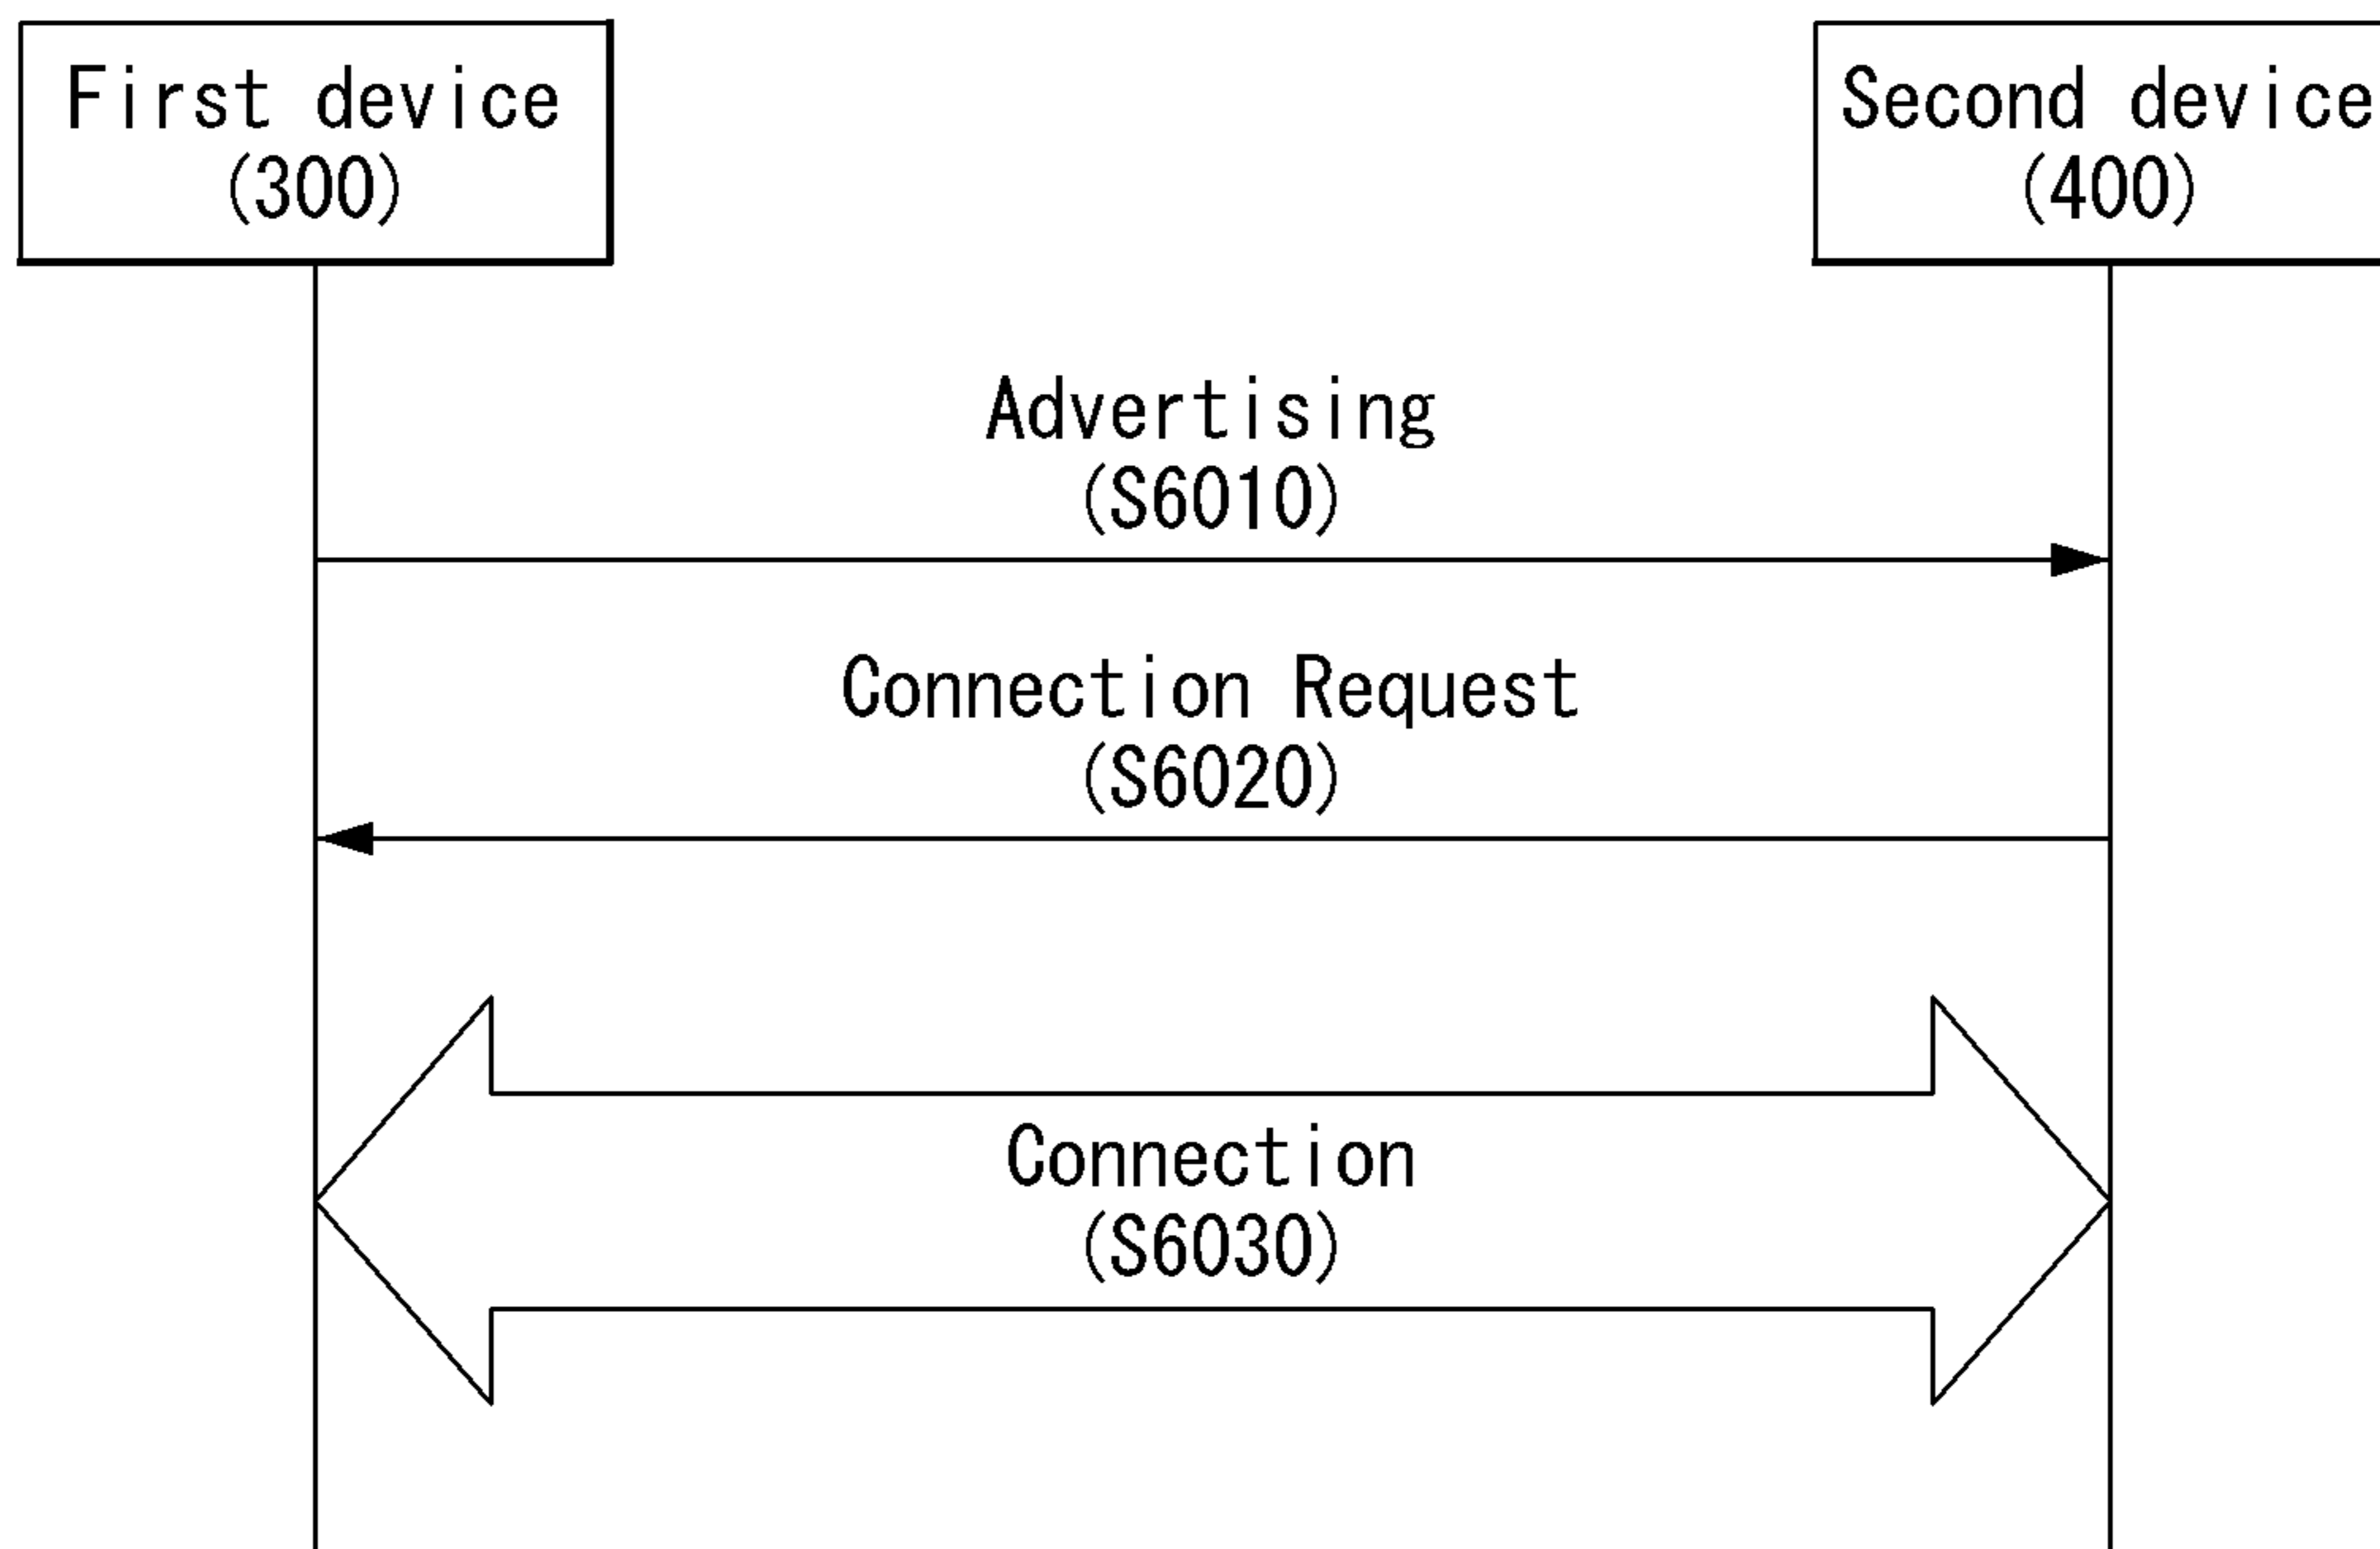 First device
(300)
Second device
(400)
Advertising
(S6010)
Connection Request
(S6020)
Connection
(S6030)